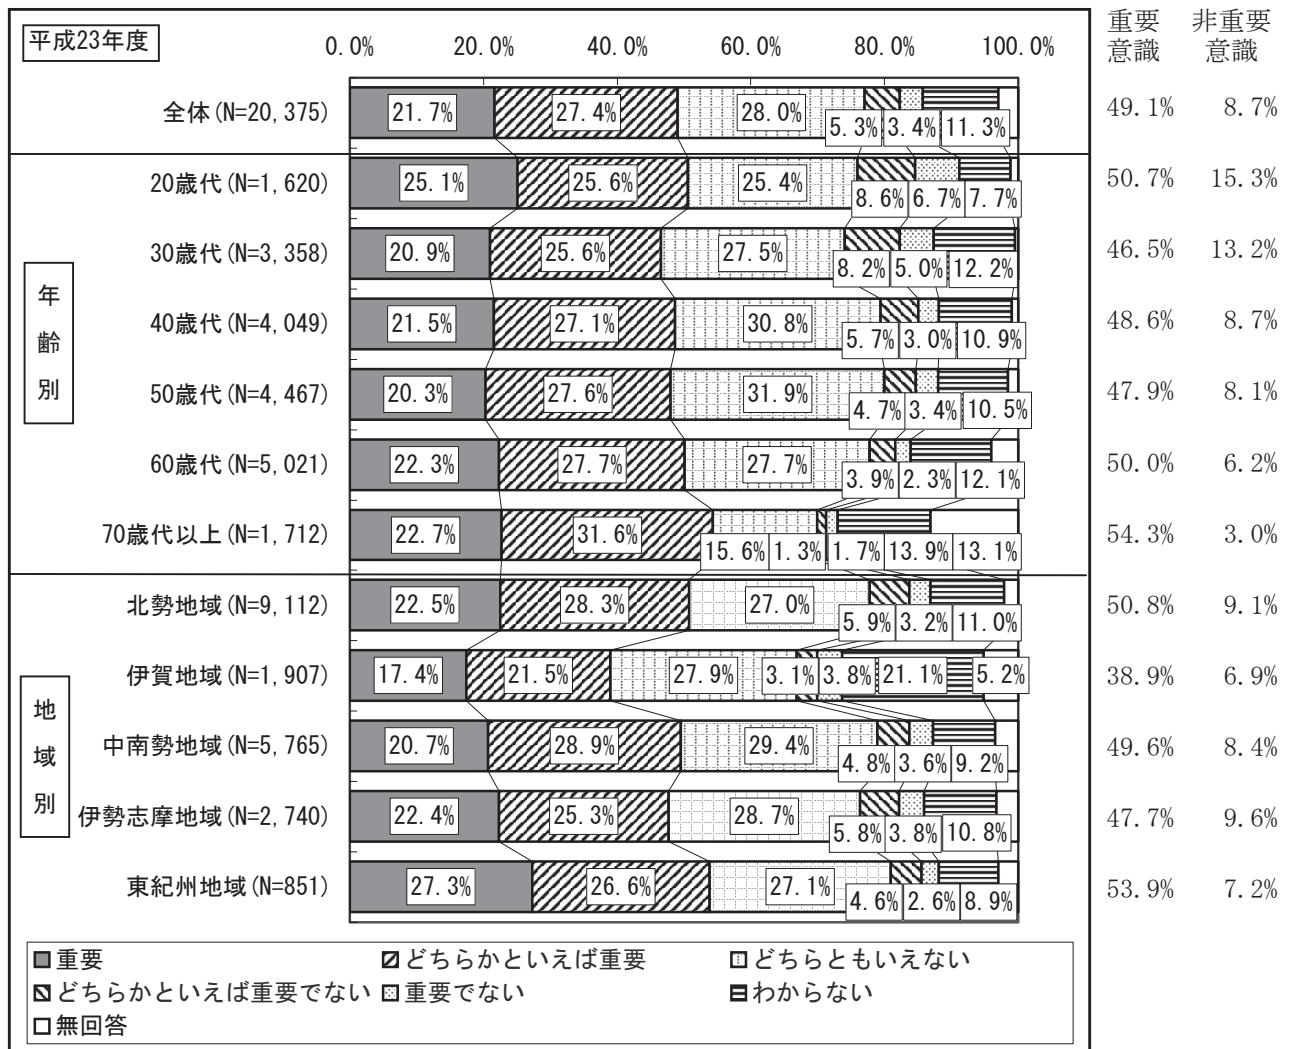 平成23年度
0.0% 20.0% 40.0% 60.0% 80.0% 100.0%
重要意識 非重要意識
全体(N=20,375) 21.7% 27.4% 28.0% 5.3% 3.4% 11.3% 49.1% 8.7%
年齢別
20歳代(N=1,620) 25.1% 25.6% 25.4% 8.6% 6.7% 7.7% 50.7% 15.3%
30歳代(N=3,358) 20.9% 25.6% 27.5% 8.2% 5.0% 12.2% 46.5% 13.2%
40歳代(N=4,049) 21.5% 27.1% 30.8% 5.7% 3.0% 10.9% 48.6% 8.7%
50歳代(N=4,467) 20.3% 27.6% 31.9% 4.7% 3.4% 10.5% 47.9% 8.1%
60歳代(N=5,021) 22.3% 27.7% 27.7% 3.9% 2.3% 12.1% 50.0% 6.2%
70歳代以上(N=1,712) 22.7% 31.6% 15.6% 1.3% 1.7% 13.9% 13.1% 54.3% 3.0%
地域別
北勢地域(N=9,112) 22.5% 28.3% 27.0% 5.9% 3.2% 11.0% 50.8% 9.1%
伊賀地域(N=1,907) 17.4% 21.5% 27.9% 3.1% 3.8% 21.1% 5.2% 38.9% 6.9%
中南勢地域(N=5,765) 20.7% 28.9% 29.4% 4.8% 3.6% 9.2% 49.6% 8.4%
伊勢志摩地域(N=2,740) 22.4% 25.3% 28.7% 5.8% 3.8% 10.8% 47.7% 9.6%
東紀州地域(N=851) 27.3% 26.6% 27.1% 4.6% 2.6% 8.9% 53.9% 7.2%
重要 どちらかといえば重要 どちらともいえない
どちらかといえば重要でない 重要でない わからない
無回答